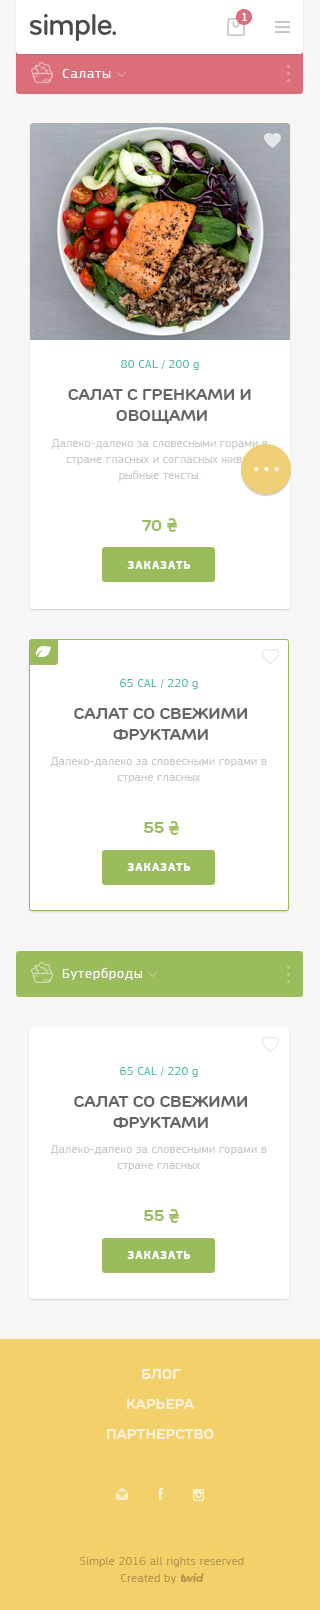 simple.
1
Салаты
80 CAL / 200 g
САЛАТ С ГРЕНКАМИ И
ОВОЩАМИ
Далеко-далеко за словесными горами в
стране гласных и согласных
рыбные тексты.
70 ₴
ЗАКАЗАТЬ
65 CAL / 220 g
САЛАТ СО СВЕЖИМИ
ФРУКТАМИ
Далеко-далеко за словесными горами в
стране гласных
55 ₴
ЗАКАЗАТЬ
Бутерброды
65 CAL / 220 g
САЛАТ СО СВЕЖИМИ
ФРУКТАМИ
Далеко-далеко за словесными горами в
стране гласных
55 ₴
ЗАКАЗАТЬ
БЛОГ
КАРЬЕРА
ПАРТНЕРСТВО
Simple 2016 all rights reserved
Created by twid